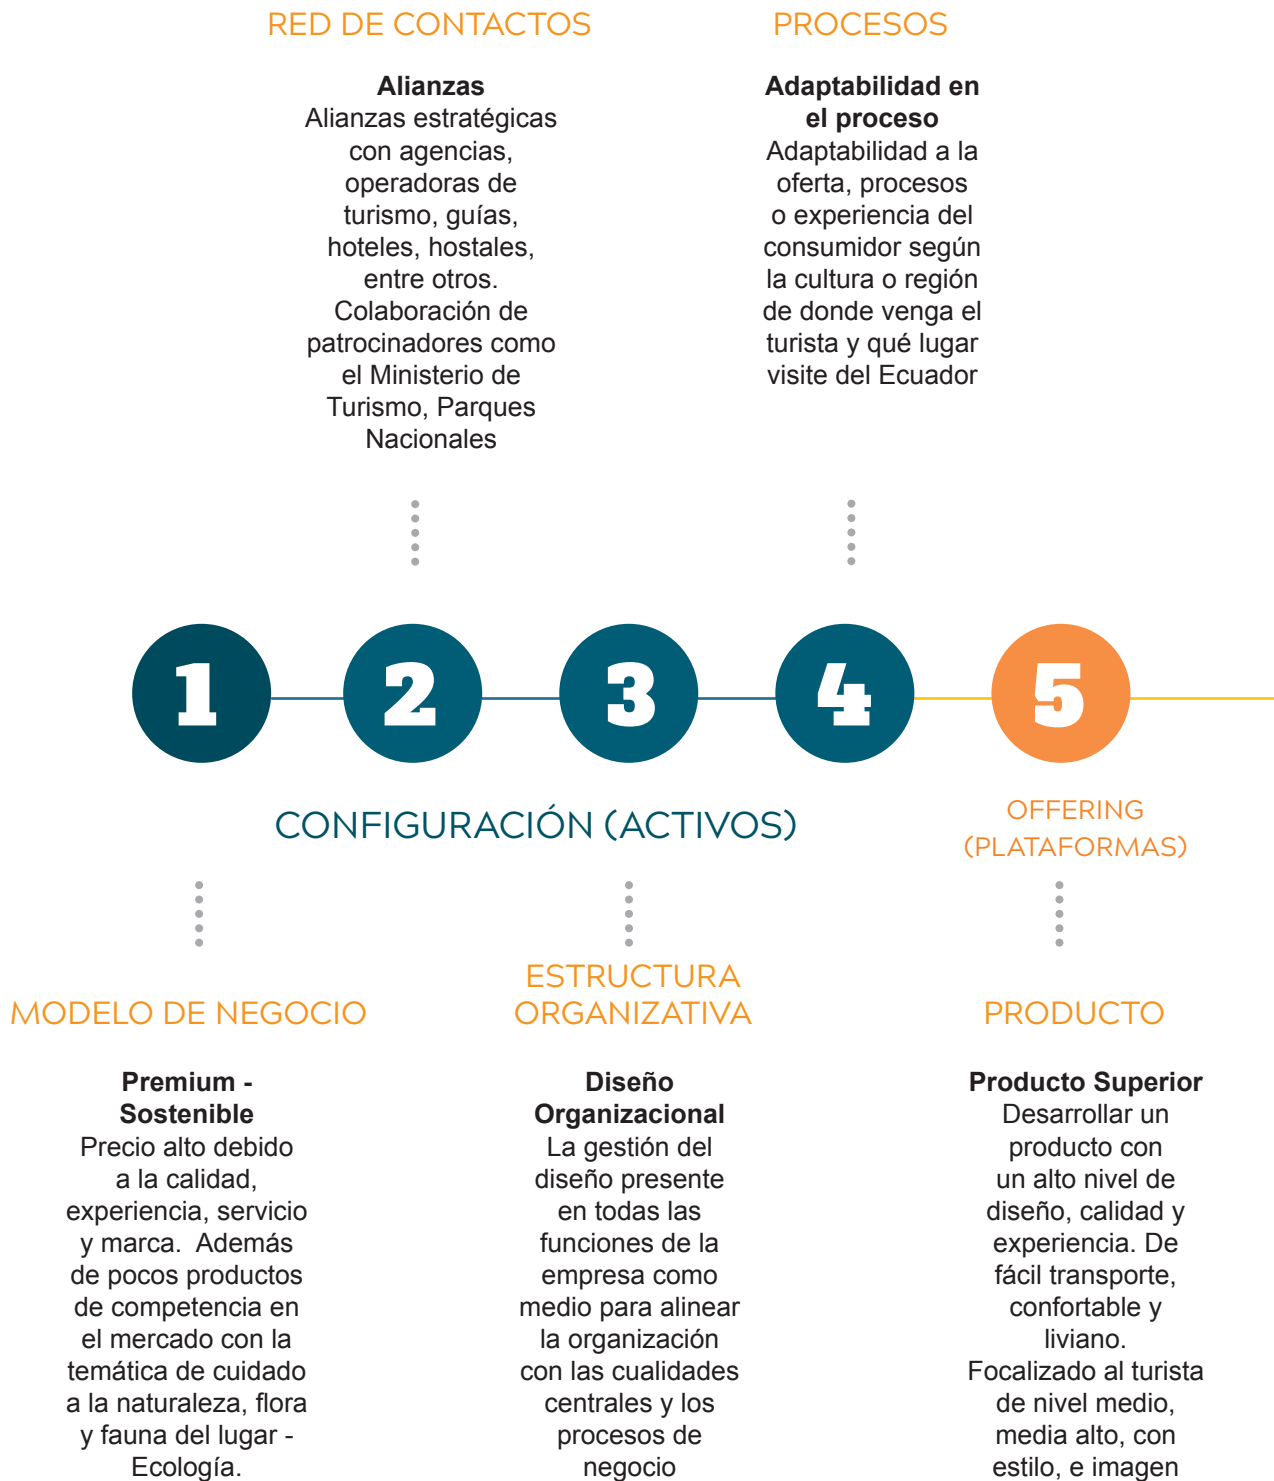 RED DE CONTACTOS
Alianzas
Alianzas estratégicas
con agencias,
operadoras de
turismo, guías,
hoteles, hostales,
entre otros.
Colaboración de
patrocinadores como
el Ministerio de
Turismo, Parques
Nacionales
PROCESOS
Adaptabilidad en
el proceso
Adaptabilidad a la
oferta, procesos
o experiencia del
consumidor según
la cultura o región
de donde venga el
turista y qué lugar
visite del Ecuador
1
2
3
4
5
CONFIGURACIÓN (ACTIVOS)
OFFERING
(PLATAFORMAS)
MODELO DE NEGOCIO
Premium -
Sostenible
Precio alto debido
a la calidad,
experiencia, servicio
y marca.  Además
de pocos productos
de competencia en
el mercado con la
temática de cuidado
a la naturaleza, flora
y fauna del lugar -
Ecología.
ESTRUCTURA
ORGANIZATIVA
Diseño
Organizacional
La gestión del
diseño presente
en todas las
funciones de la
empresa como
medio para alinear
la organización
con las cualidades
centrales y los
procesos de
negocio
PRODUCTO
Producto Superior
Desarrollar un
producto con
un alto nivel de
diseño, calidad y
experiencia. De
fácil transporte,
confortable y
liviano.
Focalizado al turista
de nivel medio,
media alto, con
estilo, e imagen